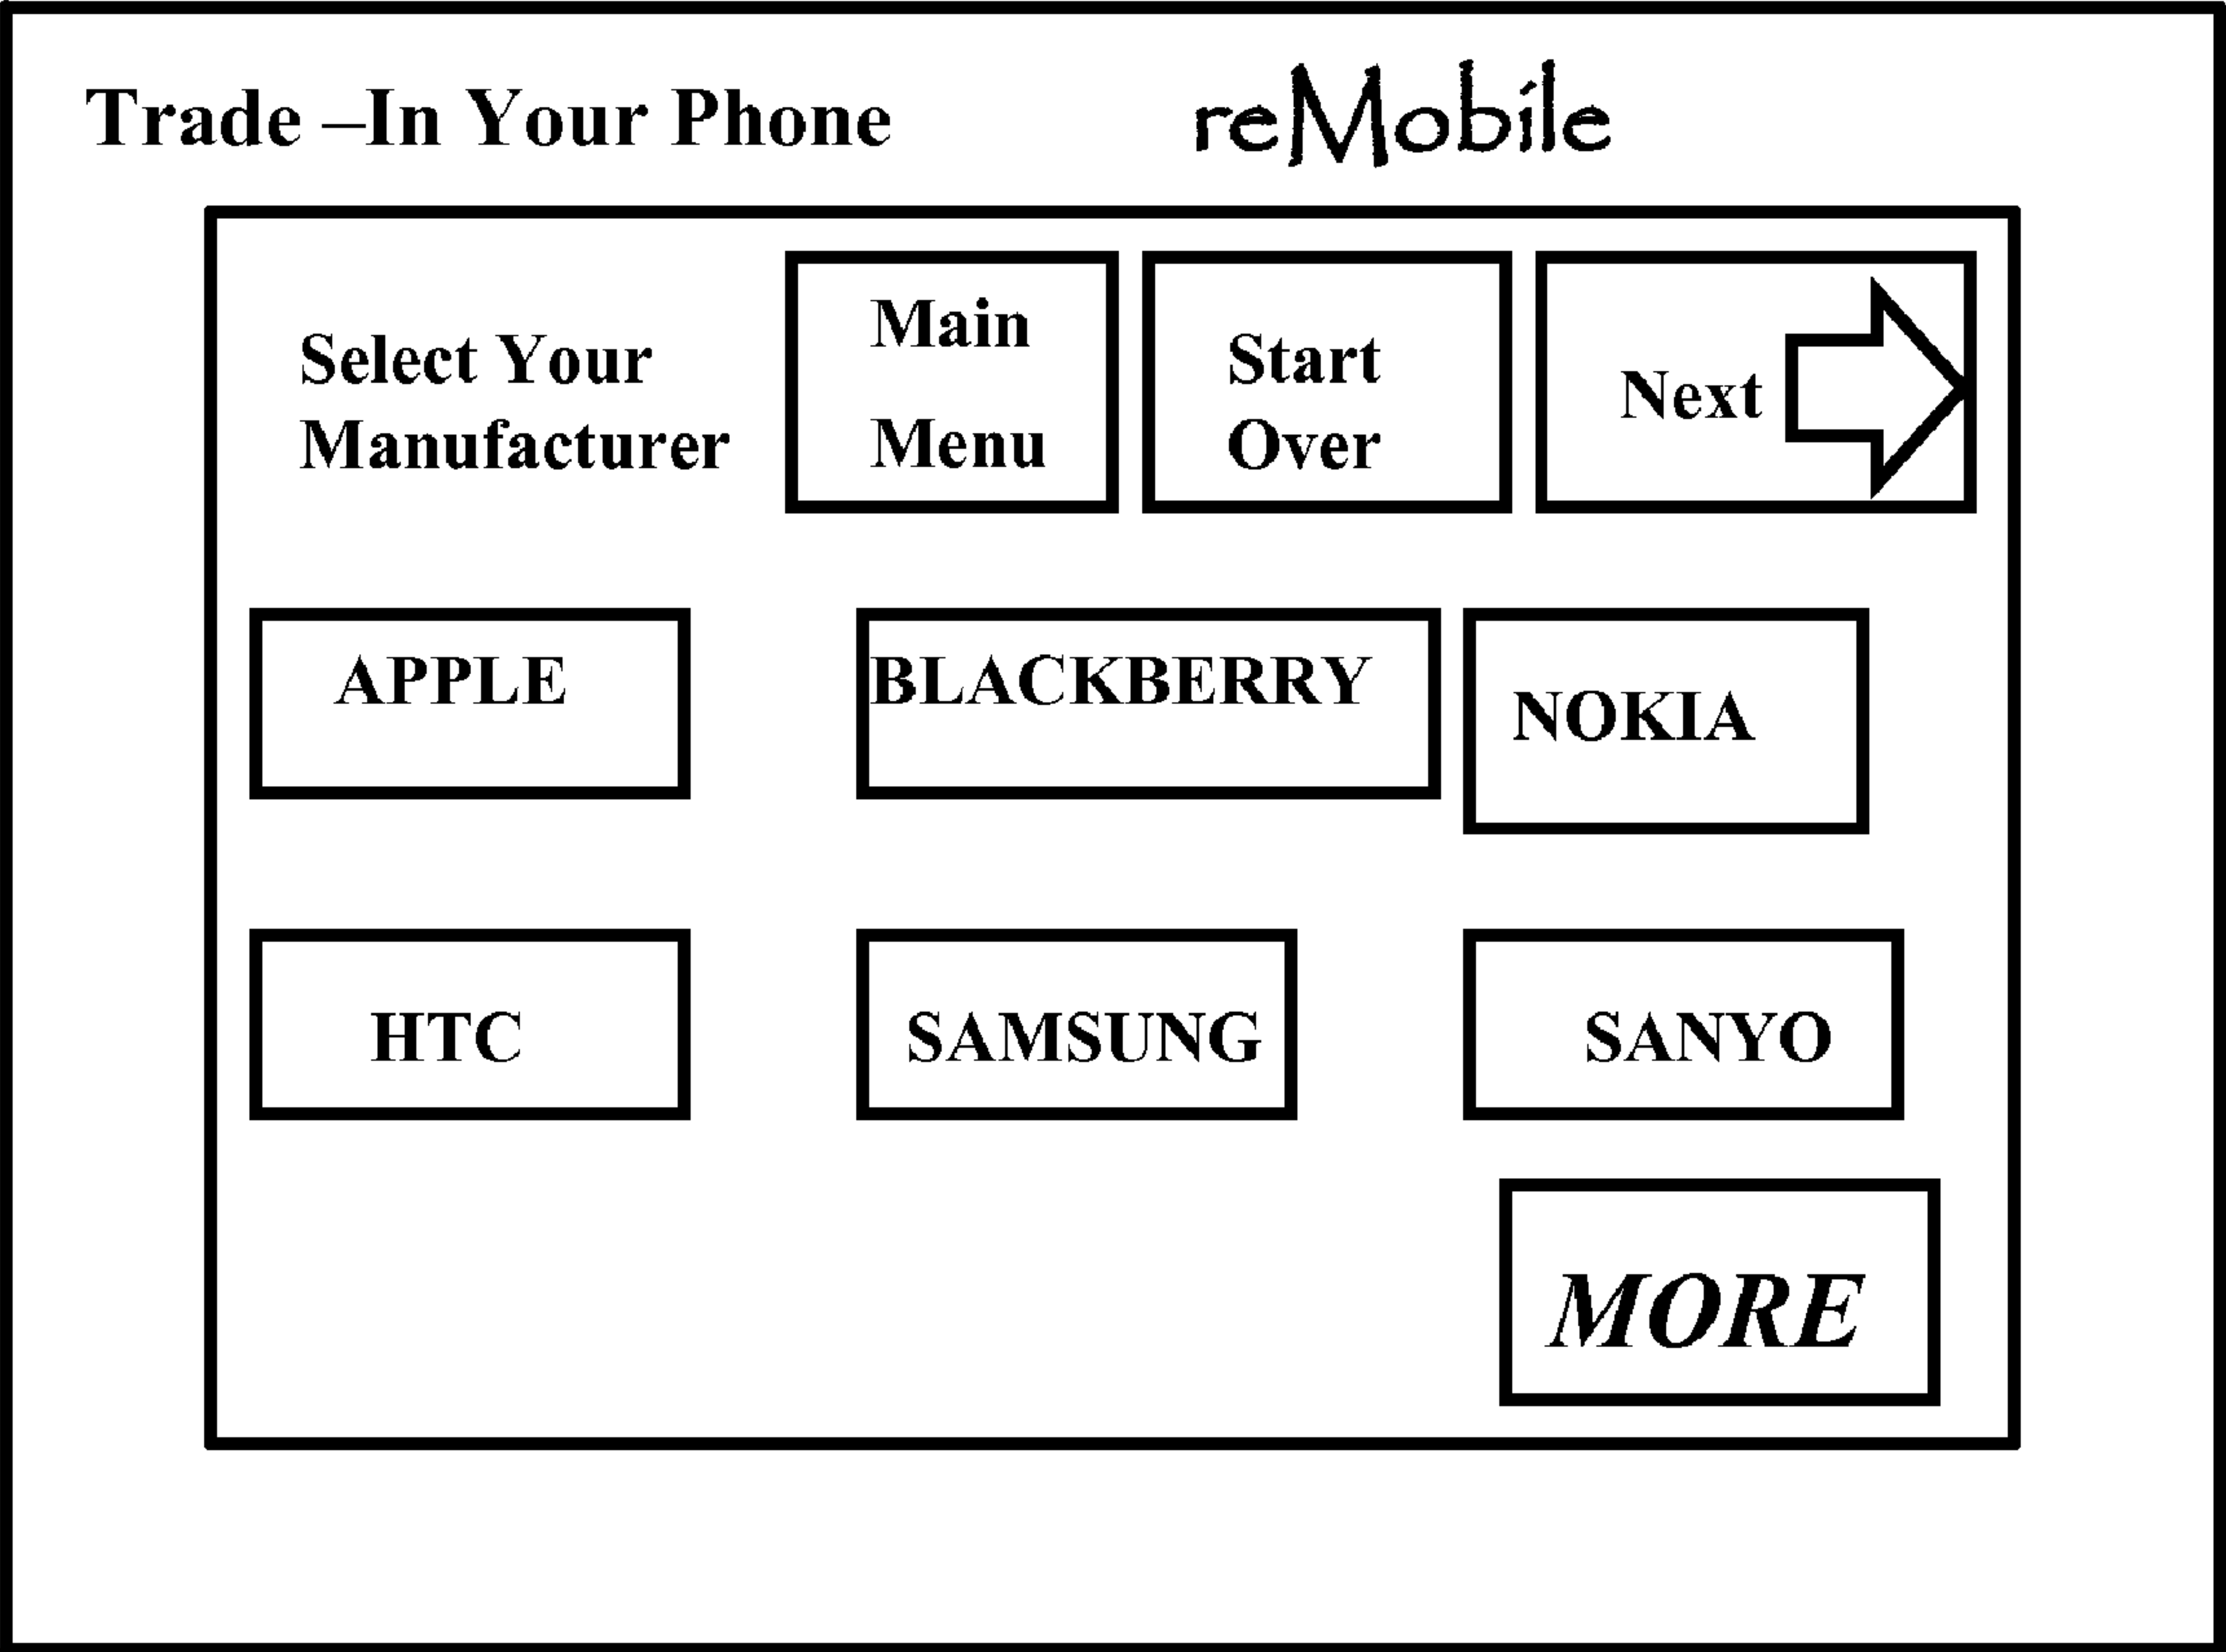 Trade –In Your Phone
reMobile
Select Your
Manufacturer
Main
Menu
Start
Over
Next
APPLE
BLACKBERRY
NOKIA
HTC
SAMSUNG
SANYO
MORE